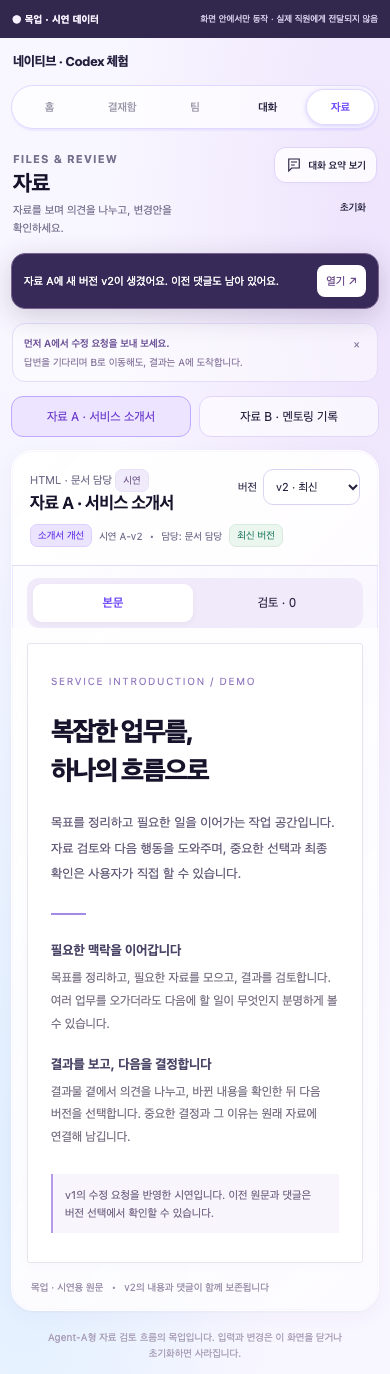 목업 · 시연 데이터
화면 안에서만 동작 · 실제 직원에게 전달되지 않음
네이티브 · Codex 체험
홈
결재함
팀
대화
자료
FILES & REVIEW
자료
자료를 보며 의견을 나누고, 변경안을
확인하세요.
대화 요약 보기
초기화
자료 A에 새 버전 v2이 생겼어요. 이전 댓글도 남아 있어요.
열기 ↗
먼저 A에서 수정 요청을 보내 보세요.
×
답변을 기다리며 B로 이동해도, 결과는 A에 도착합니다.
자료 A · 서비스 소개서
자료 B · 멘토링 기록
HTML · 문서 담당 시연
자료 A · 서비스 소개서
버전
v2 · 최신
소개서 개선
시연 A-v2 • 담당: 문서 담당
최신 버전
본문
검토 · 0
SERVICE INTRODUCTION / DEMO
복잡한 업무를,
하나의 흐름으로
목표를 정리하고 필요한 일을 이어가는 작업 공간입니다.
자료 검토와 다음 행동을 도와주며, 중요한 선택과 최종
확인은 사용자가 직접 할 수 있습니다.
필요한 맥락을 이어갑니다
목표를 정리하고, 필요한 자료를 모으고, 결과를 검토합니다.
여러 업무를 오가더라도 다음에 할 일이 무엇인지 분명하게 볼
수 있습니다.
결과를 보고, 다음을 결정합니다
결과물 곁에서 의견을 나누고, 바뀐 내용을 확인한 뒤 다음
버전을 선택합니다. 중요한 결정과 그 이유는 원래 자료에
연결해 남깁니다.
v1의 수정 요청을 반영한 시연입니다. 이전 원문과 댓글은
버전 선택에서 확인할 수 있습니다.
목업 · 시연용 원문 • v2의 내용과 댓글이 함께 보존됩니다
Agent-A형 자료 검토 흐름의 목업입니다. 입력과 변경은 이 화면을 닫거나
초기화하면 사라집니다.